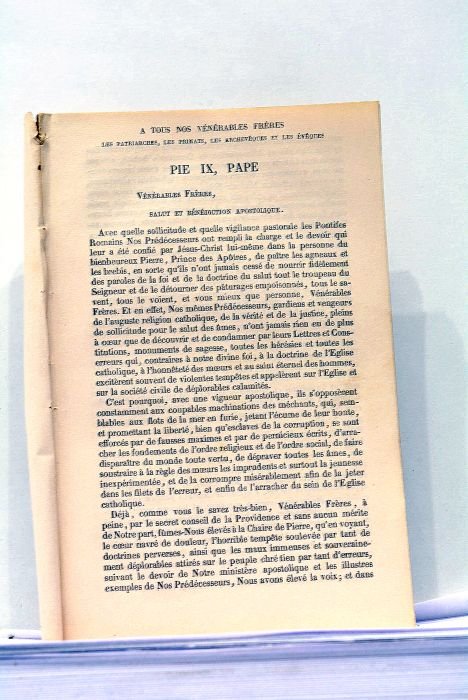 A TOUS NOS VÉNÉRABLES FRÈRES
LES PATRIARCHES, LES PRIMATS, LES ARCHEVÊQUES ET LES ÉVÊQUES
PIE IX, PAPE
VÉNÉRABLES FRÈRES,
SALUT ET BÉNÉDICTION APOSTOLIQUE.
Avec quelle sollicitude et quelle vigilance pastorale les Pontifes
Romains Nos Prédécesseurs ont rempli la charge et le devoir qui
leur a été confié par Jésus-Christ lui-même dans la personne du
bienheureux Pierre, Prince des Apôtres, de paître les agneaux et
les brebis, en sorte qu'ils n'ont jamais cessé de nourrir fidèlement
des paroles de la foi et de la doctrine du salut tout le troupeau du
Seigneur et de le détourner des pâturages empoisonnés, tous le sa-
vent, tous le voient, et vous mieux que personne, Vénérables
Frères. Et en effet, Nos mêmes Prédécesseurs, gardiens et vengeurs
de l'auguste religion catholique, de la vérité et de la justice, pleins
de sollicitude pour le salut des âmes, n'ont jamais rien eu de plus
à cœur que de découvrir et de condamner par leurs Lettres et Cons-
titutions, monuments de sagesse, toutes les hérésies et toutes les
erreurs qui, contraires à notre divine foi, à la doctrine de l'Eglise
catholique, à l'honnêteté des mœurs et au salut éternel des hommes,
excitèrent souvent de violentes tempêtes et appelèrent sur l'Eglise et
sur la société civile de déplorables calamités.
C'est pourquoi, avec une vigueur apostolique, ils s'opposèrent
constamment aux coupables machinations des méchants, qui, sem-
blables aux flots de la mer en furie, jetant l'écume de leur honte,
et promettant la liberté, bien qu'esclaves de la corruption, se sont
efforcés par de fausses maximes et par de pernicieux écrits, d'arra-
cher les fondements de l'ordre religieux et de l'ordre social, de faire
disparaître du monde toute vertu, de dépraver toutes les âmes, de
soustraire à la règle des mœurs les imprudents et surtout la jeunesse
inexpérimentée, et de la corrompre misérablement afin de la jeter
dans les filets de l'erreur, et enfin de l'arracher du sein de l'Eglise
catholique.
Déjà, comme vous le savez très-bien, Vénérables Frères, à
peine, par le secret conseil de la Providence et sans aucun mérite
de Notre part, fûmes-Nous élevés à la Chaire de Pierre, qu'en voyant,
le cœur navré de douleur, l'horrible tempête soulevée par tant de
doctrines perverses, ainsi que les maux immenses et souveraine-
ment déplorables attirés sur le peuple chrétien par tant d'erreurs,
suivant le devoir de Notre ministère apostolique et les illustres
exemples de Nos Prédécesseurs, Nous avons élevé la voix; et dans